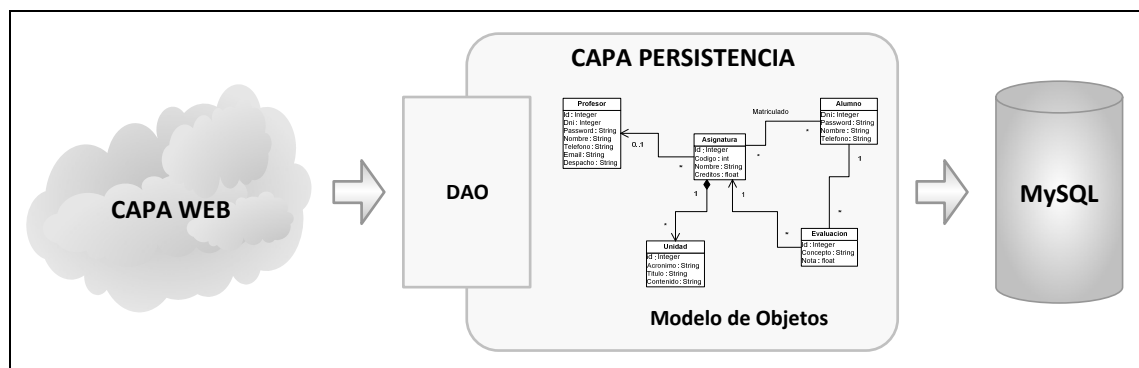 CAPA PERSISTENCIA
CAPA WEB
DAO
Profesor
Id : Integer
Dni : Integer
Password : String
Nombre : String
Telefono : String
Email : String
Despacho : String
0..1
*
Asignatura
Id : Integer
Codigo : int
Nombre : String
Creditos : float
Matriculado
*
*
Alumno
Dni : Integer
Password : String
Nombre : String
Telefono : String
1
*
1
*
1
*
Unidad
Id : Integer
Acronimo : String
Titulo : String
Contenido : String
Evaluacion
Id : Integer
Concepto : String
Nota : float
Modelo de Objetos
MySQL